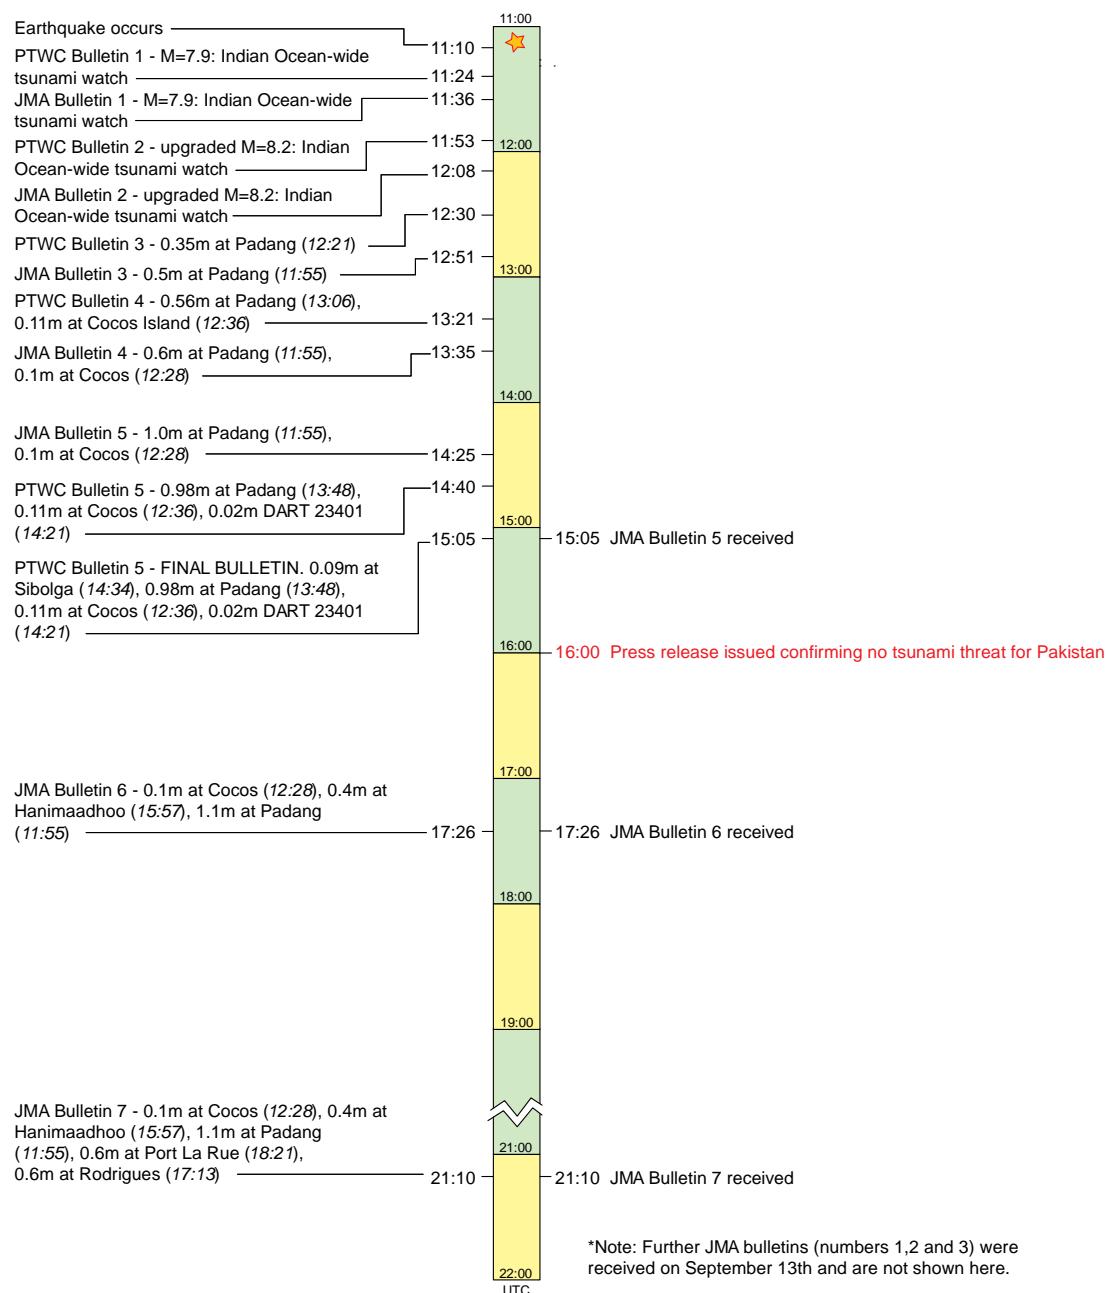 11:00
Earthquake occurs
11:10
PTWC Bulletin 1 - M=7.9: Indian Ocean-wide
tsunami watch
11:24
JMA Bulletin 1 - M=7.9: Indian Ocean-wide
tsunami watch
11:36
PTWC Bulletin 2 - upgraded M=8.2: Indian
Ocean-wide tsunami watch
11:53
12:00
JMA Bulletin 2 - upgraded M=8.2: Indian
Ocean-wide tsunami watch
12:08
PTWC Bulletin 3 - 0.35m at Padang (12:21)
12:30
JMA Bulletin 3 - 0.5m at Padang (11:55)
12:51
13:00
PTWC Bulletin 4 - 0.56m at Padang (13:06),
0.11m at Cocos Island (12:36)
13:21
JMA Bulletin 4 - 0.6m at Padang (11:55),
0.1m at Cocos (12:28)
13:35
14:00
JMA Bulletin 5 - 1.0m at Padang (11:55),
0.1m at Cocos (12:28)
14:25
PTWC Bulletin 5 - 0.98m at Padang (13:48),
0.11m at Cocos (12:36), 0.02m DART 23401
(14:21)
14:40
15:00
15:05
15:05 JMA Bulletin 5 received
PTWC Bulletin 5 - FINAL BULLETIN. 0.09m at
Sibolga (14:34), 0.98m at Padang (13:48),
0.11m at Cocos (12:36), 0.02m DART 23401
(14:21)
16:00
16:00 Press release issued confirming no tsunami threat for Pakistan
17:00
JMA Bulletin 6 - 0.1m at Cocos (12:28), 0.4m at
Hanimaadhoo (15:57), 1.1m at Padang
(11:55)
17:26
17:26 JMA Bulletin 6 received
18:00
19:00
JMA Bulletin 7 - 0.1m at Cocos (12:28), 0.4m at
Hanimaadhoo (15:57), 1.1m at Padang
(11:55), 0.6m at Port La Rue (18:21),
0.6m at Rodrigues (17:13)
21:00
21:10
21:10 JMA Bulletin 7 received
*Note: Further JMA bulletins (numbers 1,2 and 3) were
received on September 13th and are not shown here.
22:00
UTC